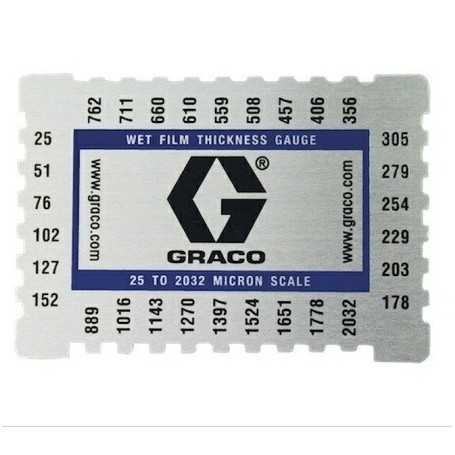 762 711 660 610 559 508 457 406 356
25 305
51 279
76 254
102 229
127 203
152 178
WET FILM THICKNESS GAUGE
www.graco.com
®
GRACO
www.graco.com
25 TO 2032 MICRON SCALE
889 1016 1143 1270 1397 1524 1651 1778 2032